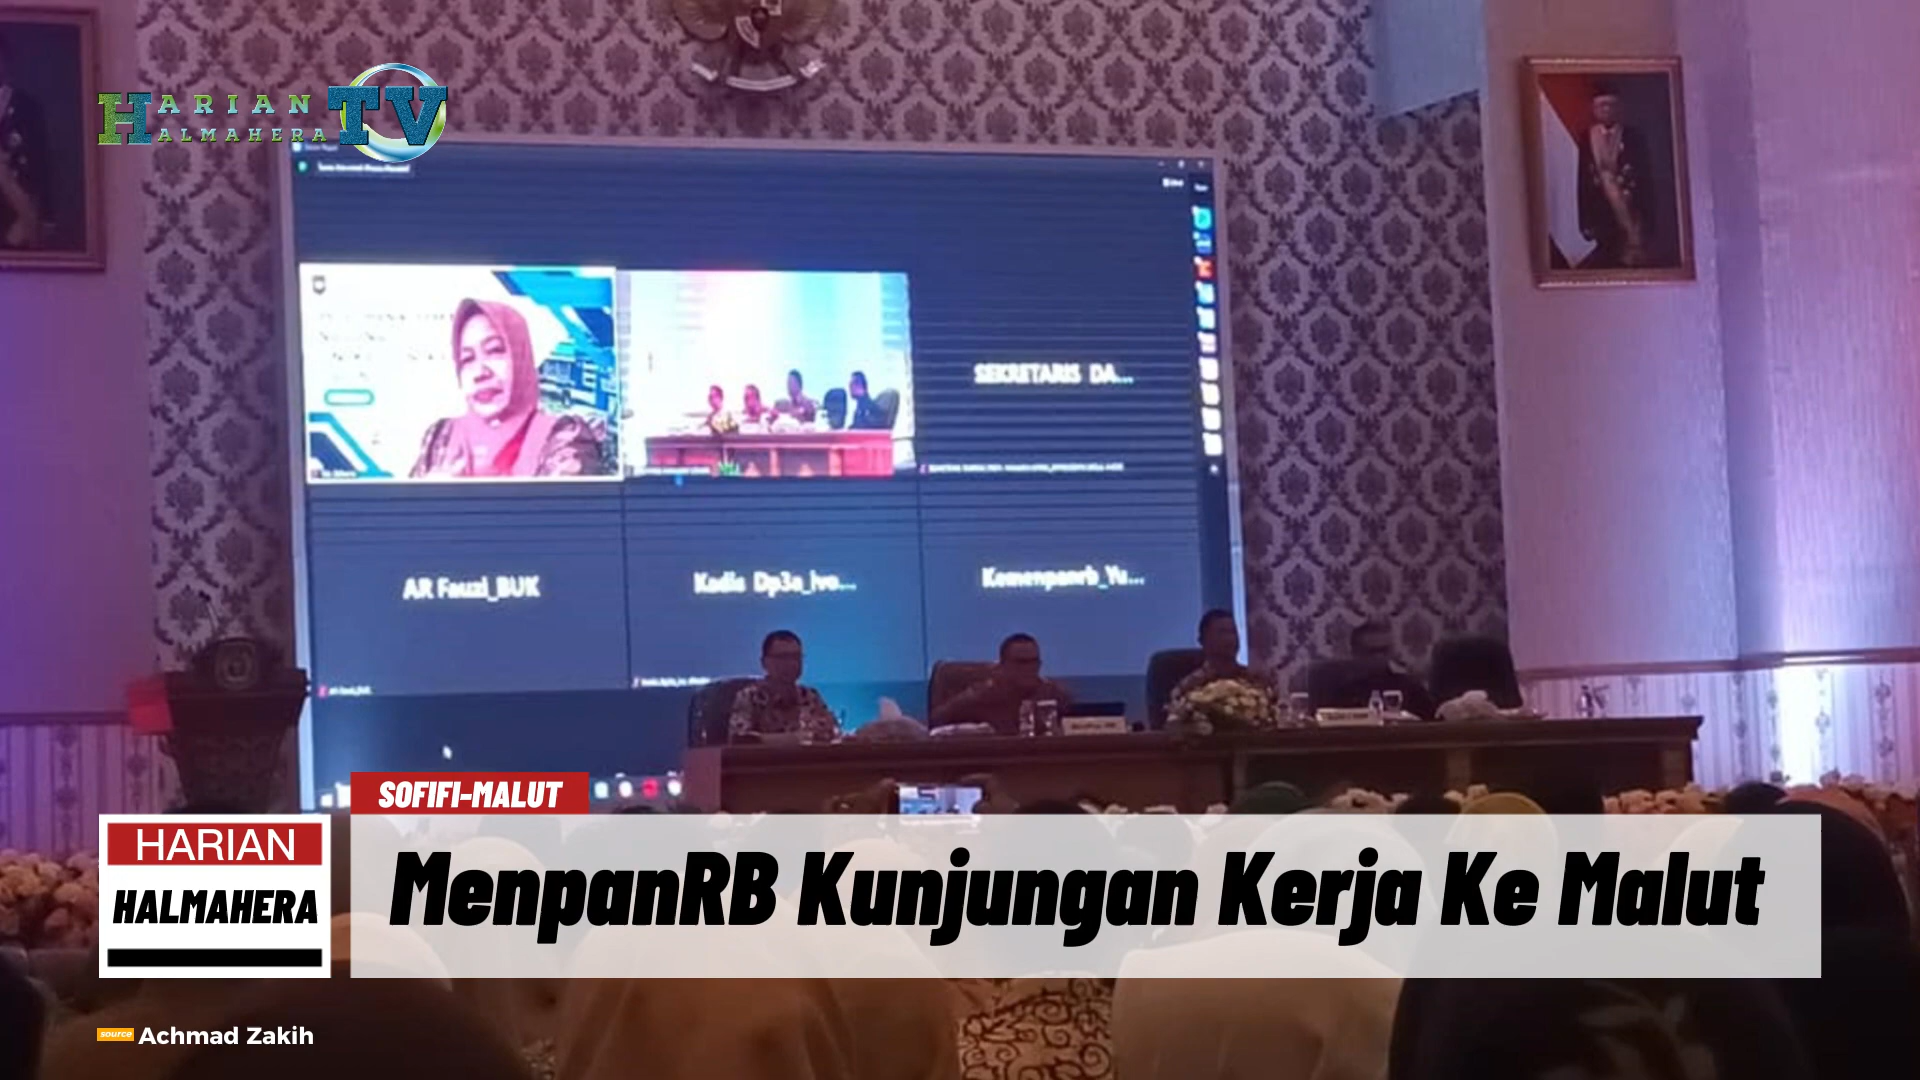 HARIAN
HALMAHERA TV
SEKRETARIS DA...
AR Fauzi_BUK
Kadis Dp3a_Ivo...
Kemenpanrb_Yu...
SOFIFI-MALUT
HARIAN
HALMAHERA
MenpanRB Kunjungan Kerja Ke Malut
source Achmad Zakih